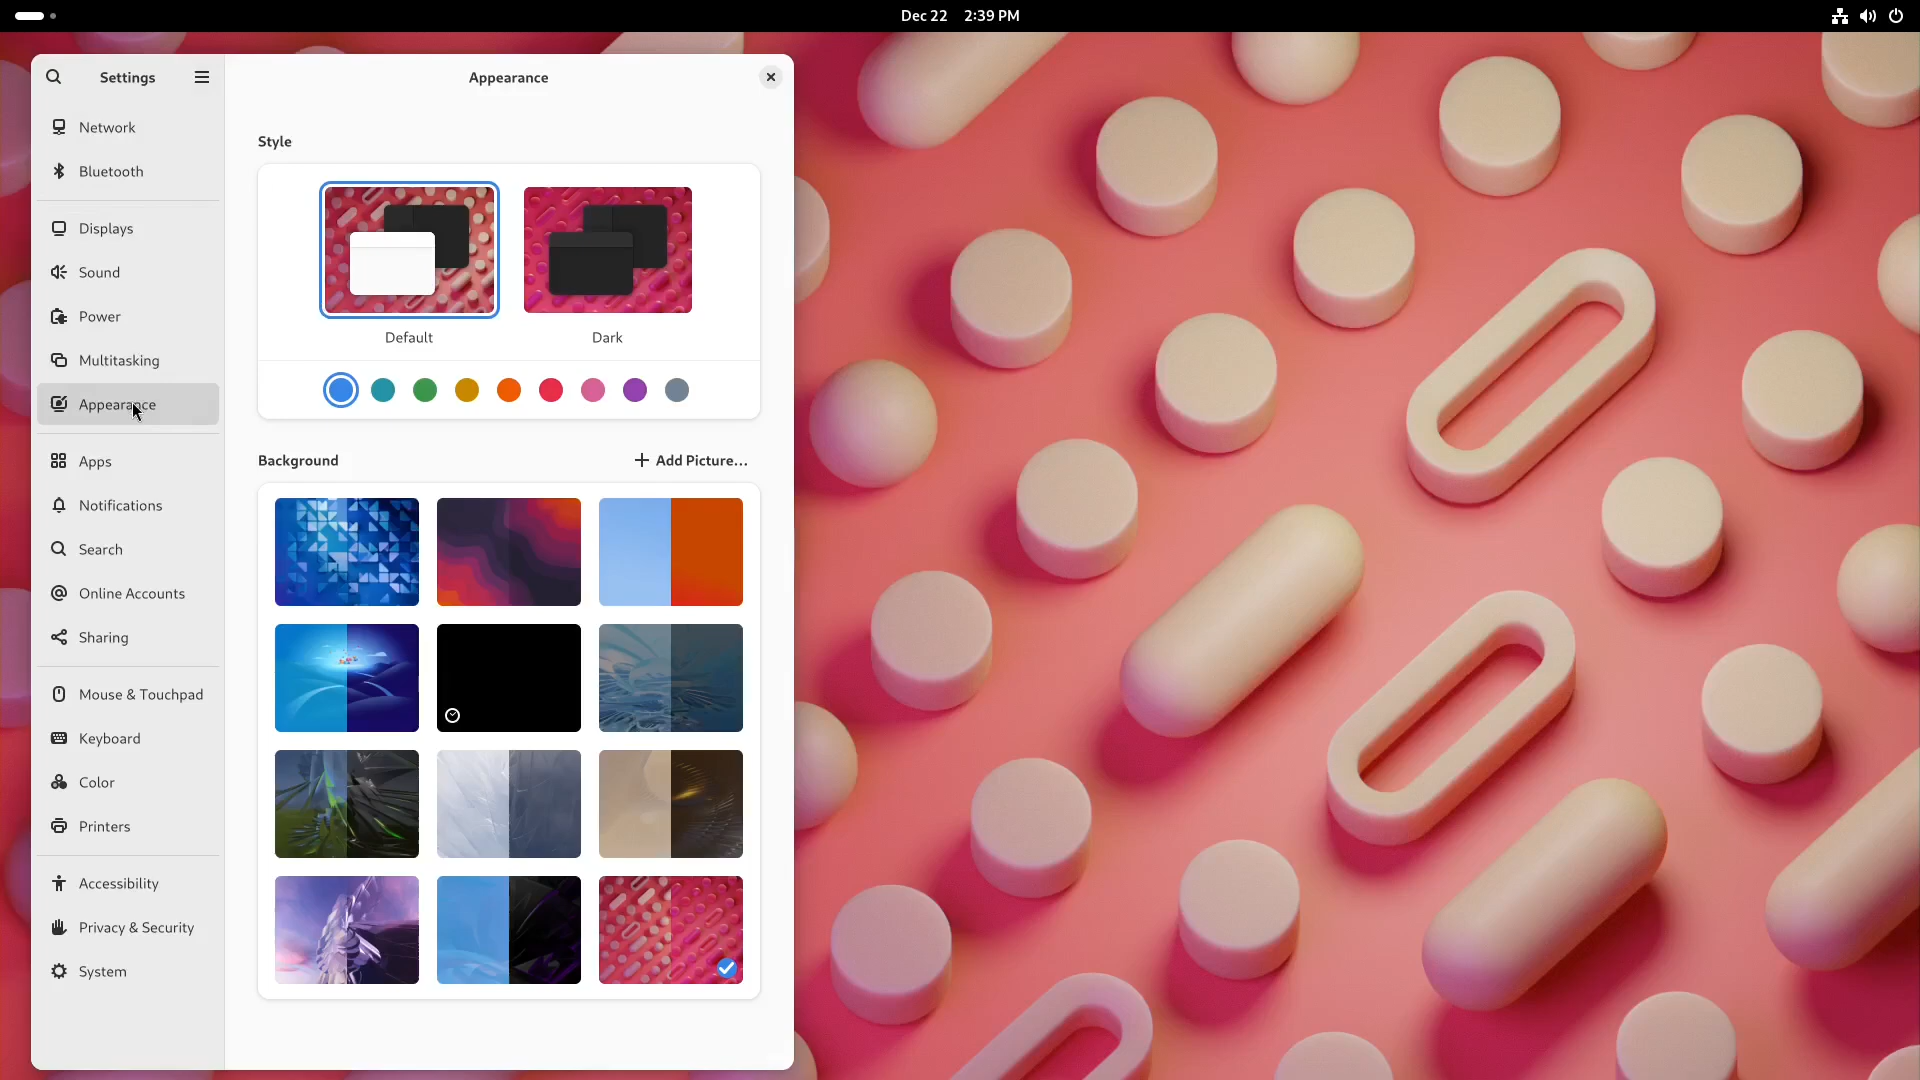 Dec 22 2:39 PM
Settings
Appearance
Network
Bluetooth
Displays
Sound
Power
Multitasking
Appearance
Apps
Notifications
Search
Online Accounts
Sharing
Mouse & Touchpad
Keyboard
Color
Printers
Accessibility
Privacy & Security
System
Style
Default
Dark
Background
Add Picture...